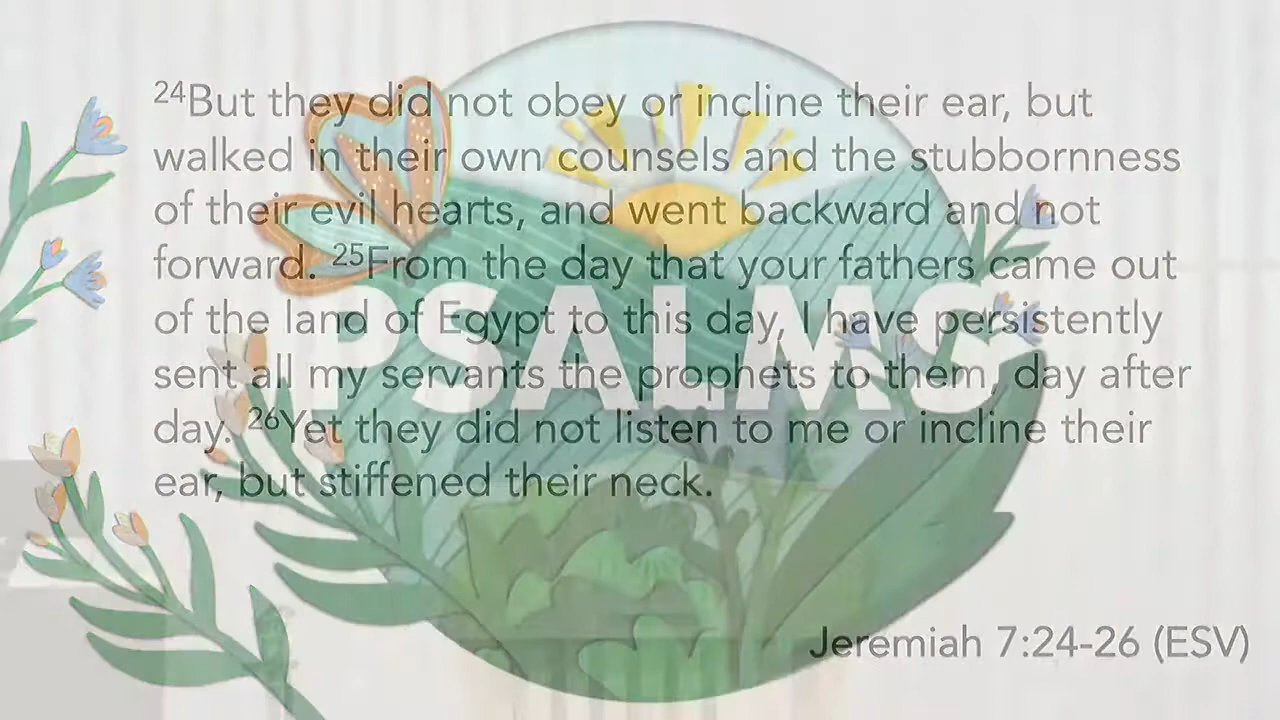 24But they did not obey or incline their ear, but
walked in their own counsels and the stubbornness
of their evil hearts, and went backward and not
forward. 25From the day that your fathers came out
of the land of Egypt to this day, I have persistently
PSALMS
sent all my servants the prophets to them, day after
day. 26Yet they did not listen to me or incline their
ear, but stiffened their neck.
Jeremiah 7:24-26 (ESV)